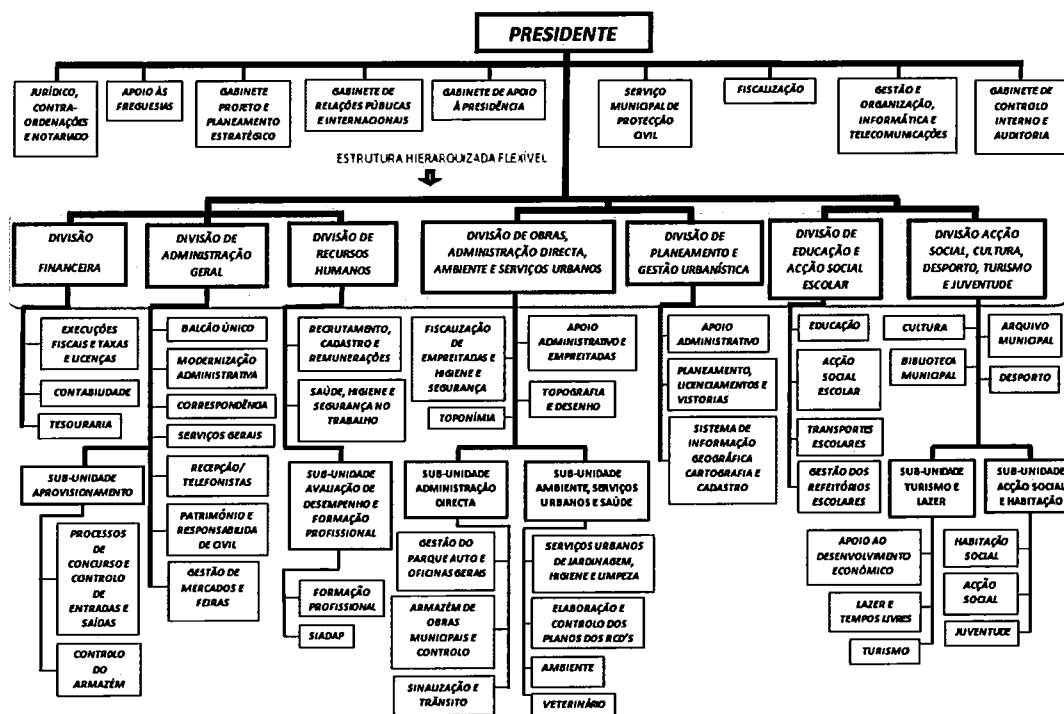 PRESIDENTE
JURÍDICO,
CONTRA-
ORDENAÇÕES
E NOTARIADO
APOIO ÀS
FREGUESIAS
GABINETE
PROJETO E
PLANEAMENTO
ESTRATÉGICO
GABINETE DE
RELAÇÕES PÚBLICAS
E INTERNACIONAIS
GABINETE DE APOIO
À PRESIDÊNCIA
SERVIÇO
MUNICIPAL DE
PROTECÇÃO
CIVIL
FISCALIZAÇÃO
GESTÃO E
ORGANIZAÇÃO,
INFORMÁTICA E
TELECOMUNICAÇÕES
GABINETE DE
CONTROLO
INTERNO E
AUDITORIA
ESTRUTURA HIERARQUIZADA FLEXÍVEL
DIVISÃO
FINANCEIRA
DIVISÃO DE
ADMINISTRAÇÃO
GERAL
DIVISÃO DE
RECURSOS
HUMANOS
DIVISÃO DE OBRAS,
ADMINISTRAÇÃO DIRECTA,
AMBIENTE E SERVIÇOS URBANOS
DIVISÃO DE
PLANEAMENTO E
GESTÃO URBANÍSTICA
DIVISÃO DE
EDUCAÇÃO E
ACÇÃO SOCIAL
ESCOLAR
DIVISÃO ACÇÃO
SOCIAL, CULTURA,
DESPORTO, TURISMO
E JUVENTUDE
EXECUÇÕES
FISCAIS E TAXAS
E LICENÇAS
CONTABILIDADE
TESOURARIA
SUB-UNIDADE
APROVISIONAMENTO
PROCESSOS
DE
CONCURSO E
CONTROLO
DE
ENTRADAS E
SAÍDAS
CONTROLO
DO
ARMAZÉM
BALCÃO ÚNICO
MODERNIZAÇÃO
ADMINISTRATIVA
CORRESPONDÊNCIA
SERVIÇOS GERAIS
RECEPÇÃO/
TELEFONISTAS
PATRIMÓNIO E
RESPONSABILIDA
DE CIVIL
GESTÃO DE
MERCADOS E
FEIRAS
RECRUTAMENTO,
CADASTRO E
REMUNERAÇÕES
SAÚDE, HIGIENE E
SEGURANÇA NO
TRABALHO
SUB-UNIDADE
AVALIAÇÃO DE
DESEMPENHO E
FORMAÇÃO
PROFISSIONAL
FORMAÇÃO
PROFISSIONAL
SIADAP
FISCALIZAÇÃO
DE
EMPREITADAS E
HIGIENE E
SEGURANÇA
TOPONÍMIA
APOIO
ADMINISTRATIVO E
EMPREITADAS
TOPOGRAFIA
E DESENHO
SUB-UNIDADE
ADMINISTRAÇÃO
DIRECTA
GESTÃO DO
PARQUE AUTO E
OFICINAS GERAIS
ARMAZÉM DE
OBRAS
MUNICIPAIS E
CONTROLO
SINALIZAÇÃO E
TRÂNSITO
SUB-UNIDADE
AMBIENTE, SERVIÇOS
URBANOS E SAÚDE
SERVIÇOS URBANOS
DE JARDINAGEM,
HIGIENE E LIMPEZA
ELABORAÇÃO E
CONTROLO DOS
PLANOS DOS RCD'S
AMBIENTE
VETERINÁRIO
APOIO
ADMINISTRATIVO
PLANEAMENTO,
LICENCIAMENTOS E
VISTORIAS
SISTEMA DE
INFORMAÇÃO
GEOGRÁFICA
CARTOGRAFIA E
CADASTRO
EDUCAÇÃO
ACÇÃO
SOCIAL
ESCOLAR
TRANSPORTES
ESCOLARES
GESTÃO DOS
REFEITÓRIOS
ESCOLARES
CULTURA
BIBLIOTECA
MUNICIPAL
ARQUIVO
MUNICIPAL
DESPORTO
SUB-UNIDADE
TURISMO E
LAZER
APOIO AO
DESENVOLVIMENTO
ECONÓMICO
LAZER E
TEMPOS LIVRES
TURISMO
SUB-UNIDADE
ACÇÃO SOCIAL
E HABITAÇÃO
HABITAÇÃO
SOCIAL
ACÇÃO
SOCIAL
JUVENTUDE